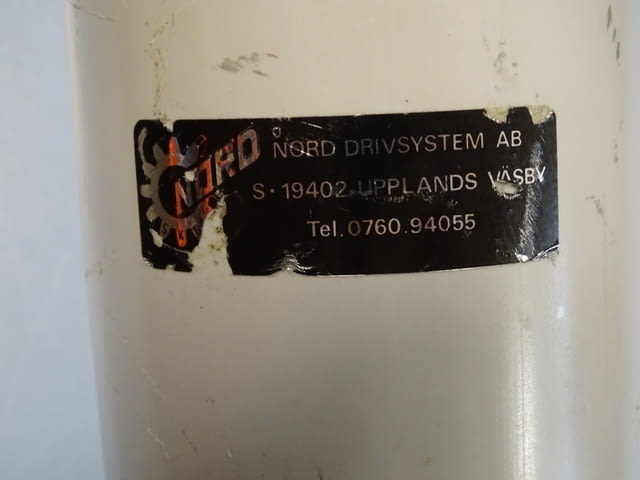 NORD
NORD DRIVSYSTEM AB
S · 19402 UPPLANDS VÄSBY
Tel. 0760.94055